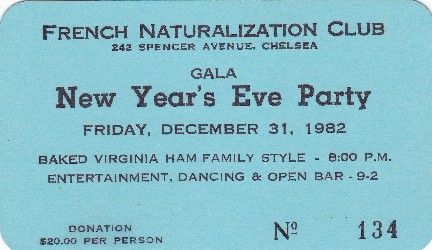 FRENCH NATURALIZATION CLUB
242 SPENCER AVENUE, CHELSEA
GALA
New Year's Eve Party
FRIDAY, DECEMBER 31, 1982
BAKED VIRGINIA HAM FAMILY STYLE - 8:00 P.M.
ENTERTAINMENT, DANCING & OPEN BAR - 9-2
DONATION
$20.00 PER PERSON
Nº 134